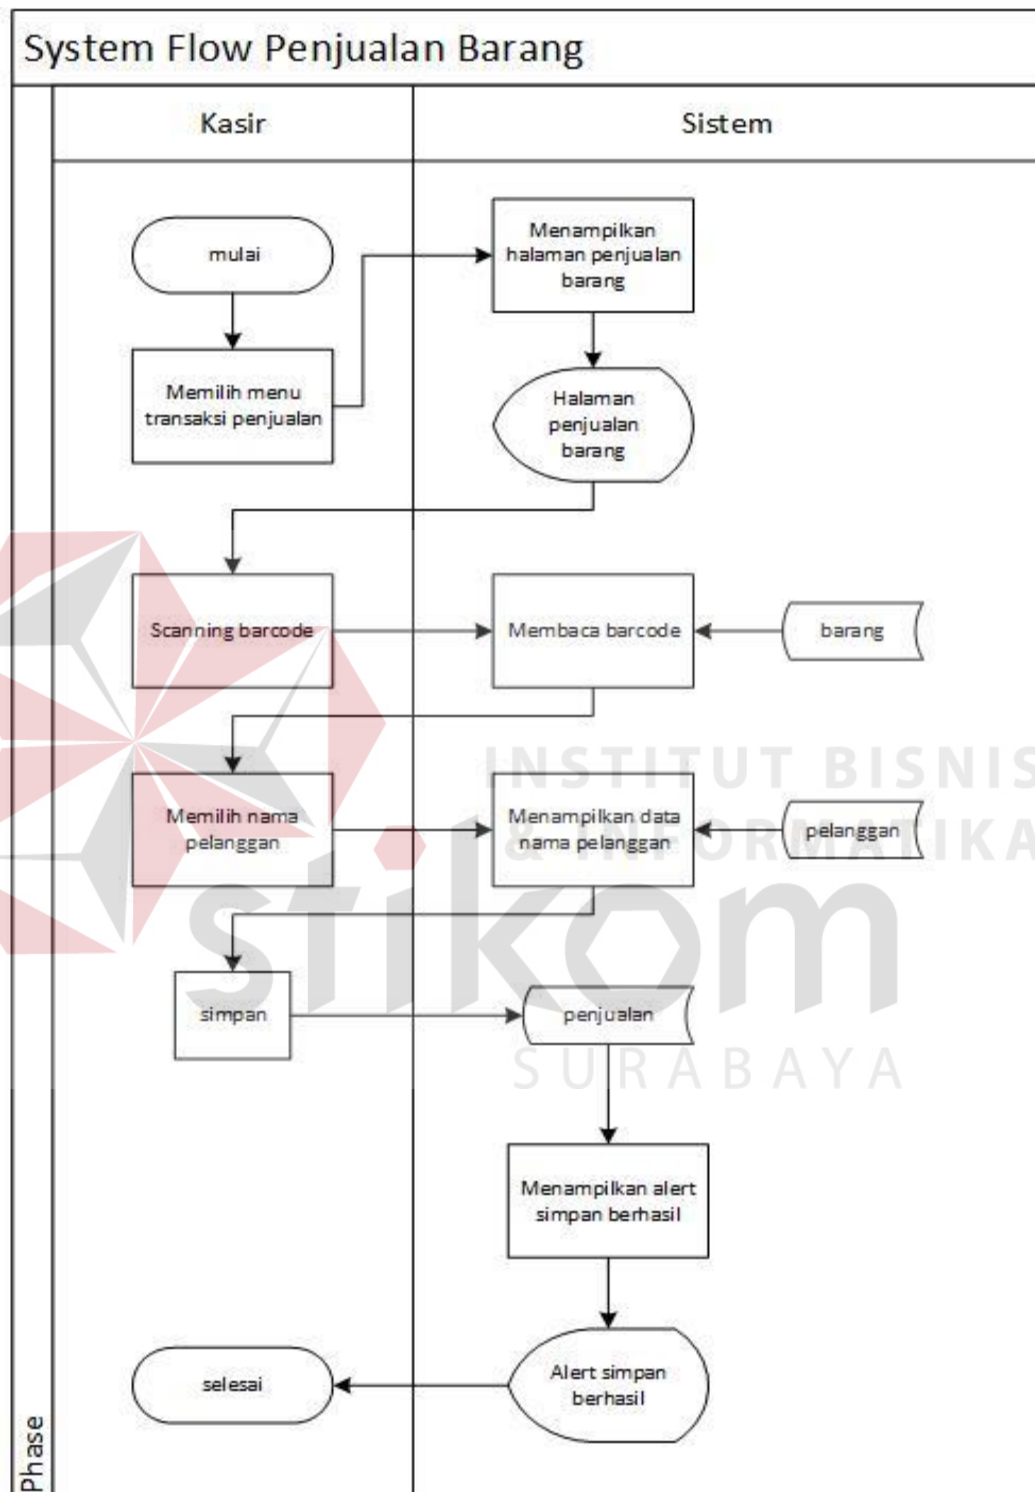 System Flow Penjualan Barang
Kasir
Sistem
mulai
Menampilkan
halaman penjualan
barang
Memilih menu
transaksi penjualan
Halaman
penjualan
barang
Scanning barcode
Membaca barcode
barang
INSTITUT BISNIS
& INFORMATIKA
Memilih nama
pelanggan
Menampilkan data
nama pelanggan
pelanggan
stikom
SURABAYA
simpan
penjualan
Menampilkan alert
simpan berhasil
selesai
Alert simpan
berhasil
Phase